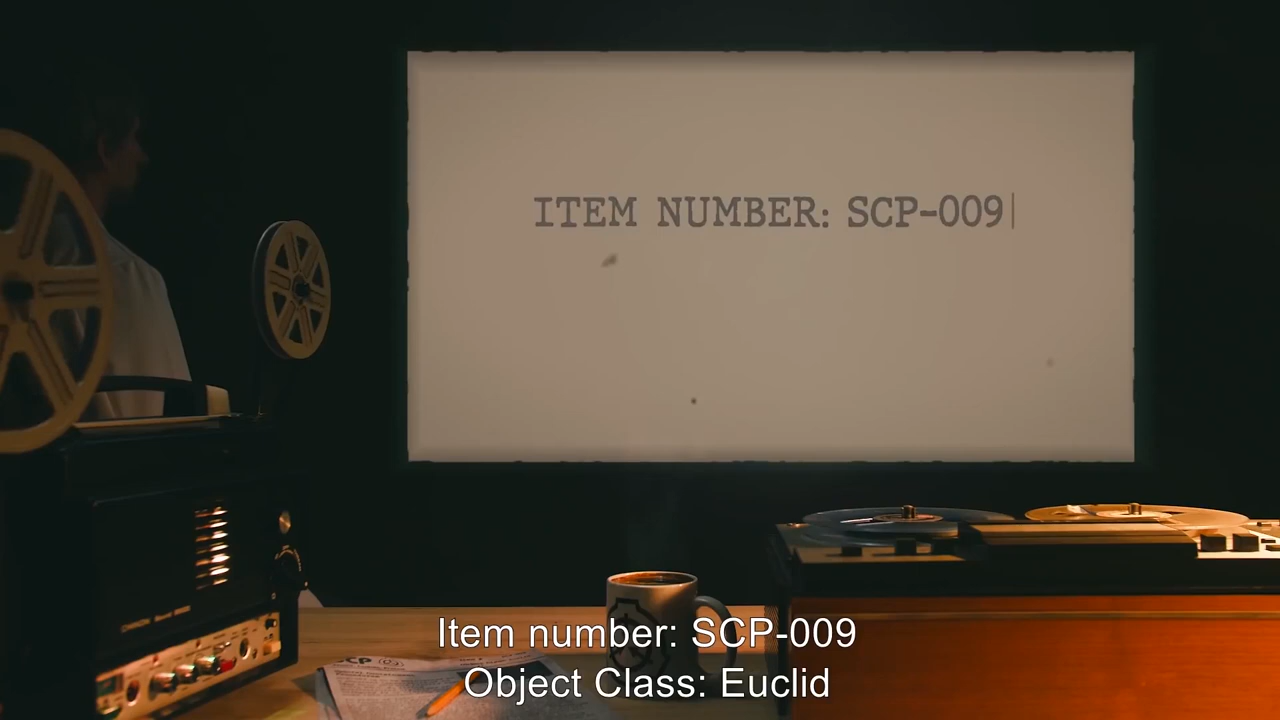 ITEM NUMBER: SCP-009
SCP
Item number: SCP-009
Object Class: Euclid